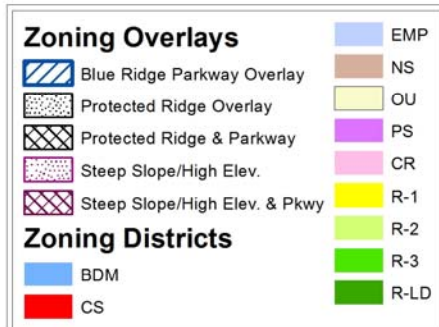 Zoning Overlays
Blue Ridge Parkway Overlay
Protected Ridge Overlay
Protected Ridge & Parkway
Steep Slope/High Elev.
Steep Slope/High Elev. & Pkwy
Zoning Districts
BDM
CS
EMP
NS
OU
PS
CR
R-1
R-2
R-3
R-LD